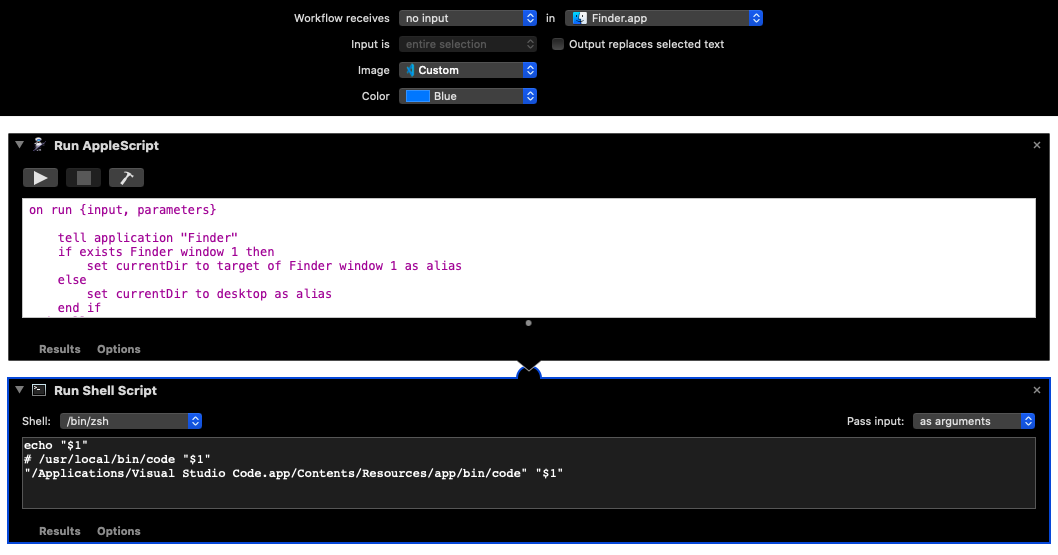 Workflow receives no input in Finder.app
Input is entire selection Output replaces selected text
Image Custom
Color Blue
Run AppleScript
on run {input, parameters}
tell application "Finder"
if exists Finder window 1 then
set currentDir to target of Finder window 1 as alias
else
set currentDir to desktop as alias
end if
Results Options
Run Shell Script
Shell: /bin/zsh Pass input: as arguments
echo "$1"
# /usr/local/bin/code "$1"
"/Applications/Visual Studio Code.app/Contents/Resources/app/bin/code" "$1"
Results Options